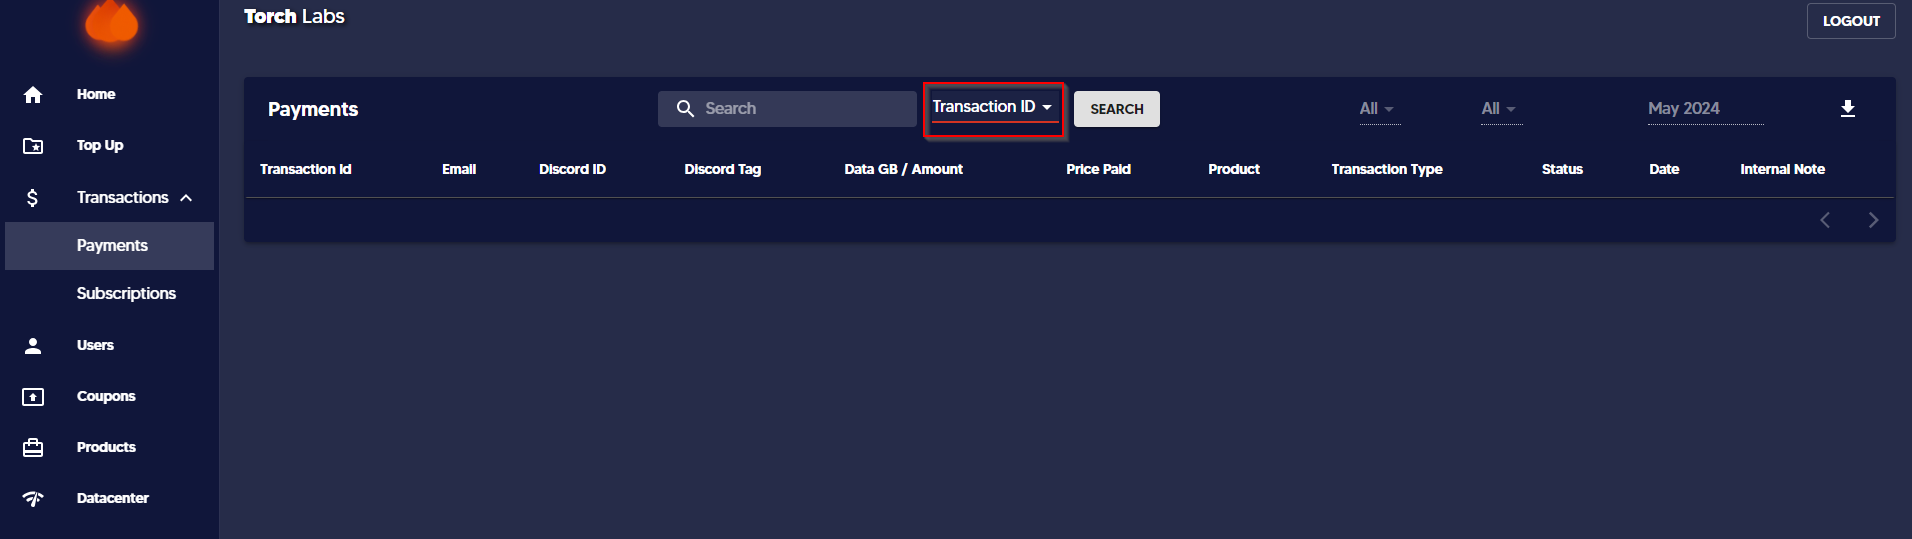 Torch Labs
LOGOUT
Home
Top Up
Transactions
Payments
Subscriptions
Users
Coupons
Products
Datacenter
Payments
Search
Transaction ID
SEARCH
All
All
May 2024
Transaction Id Email Discord ID Discord Tag Data GB / Amount Price Paid Product Transaction Type Status Date Internal Note